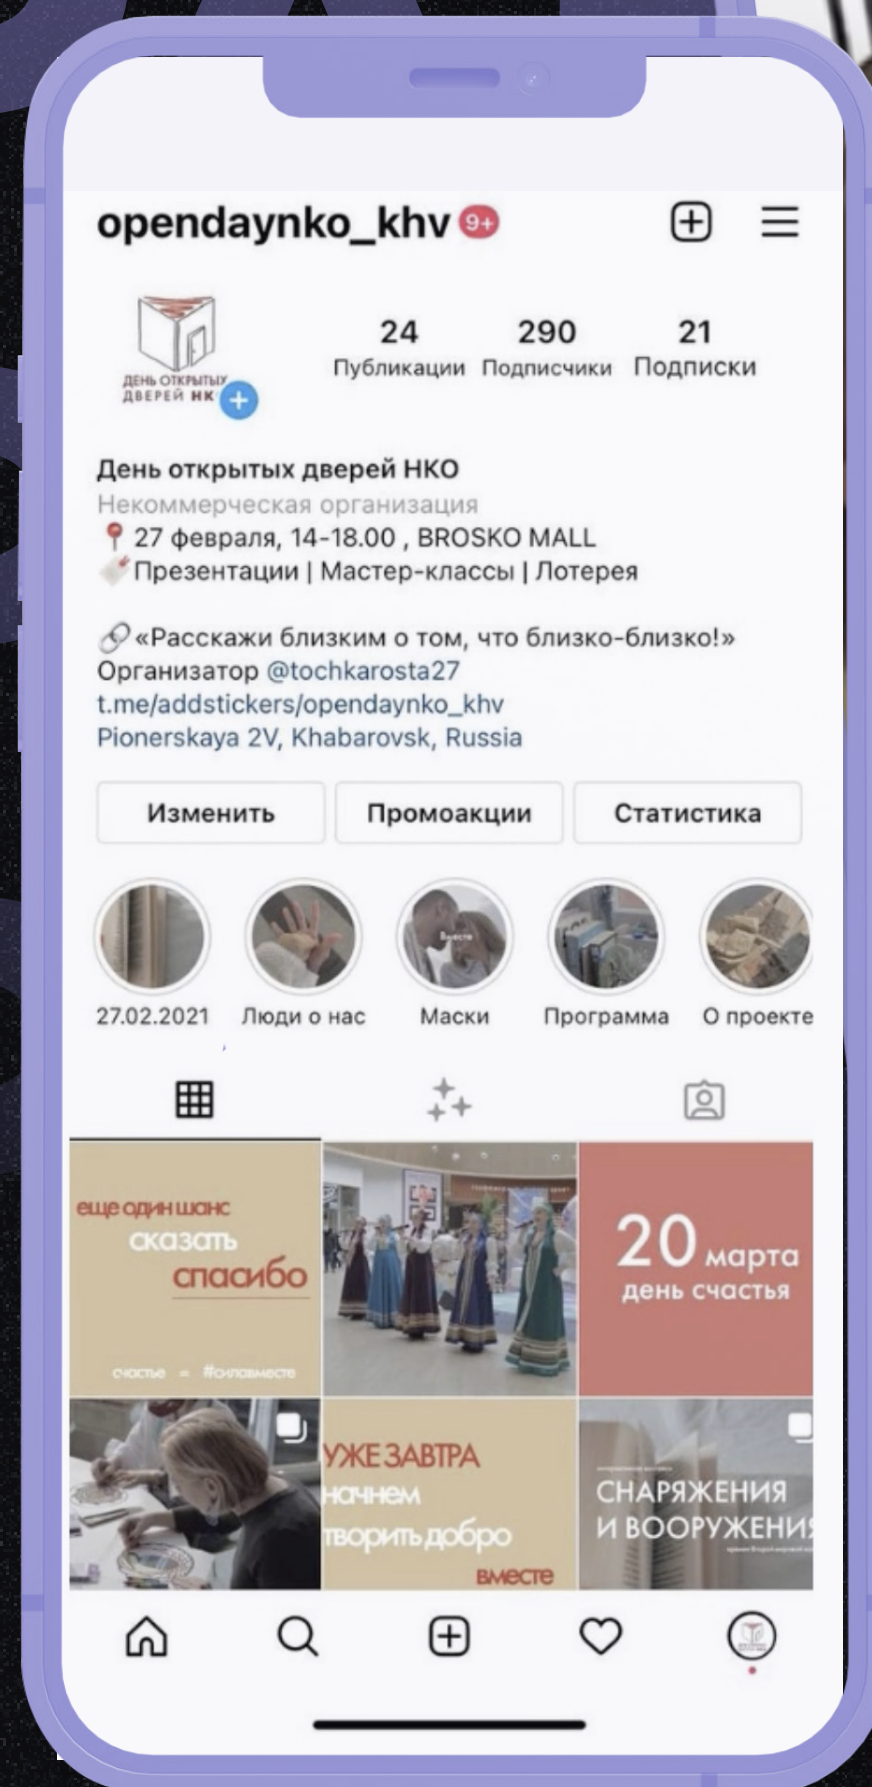 opendaynko_khv 9+
ДЕНЬ ОТКРЫТЫХ
ДВЕРЕЙ НК
24 290 21
Публикации Подписчики Подписки
День открытых дверей НКО
Некоммерческая организация
27 февраля, 14-18.00 , BROSKO MALL
Презентации | Мастер-классы | Лотерея
«Расскажи близким о том, что близко-близко!»
Организатор @tochkarosta27
t.me/addstickers/opendaynko_khv
Pionerskaya 2V, Khabarovsk, Russia
Изменить Промоакции Статистика
Вместе
27.02.2021 Люди о нас Маски Программа О проекте
еще один шанс
сказать
спасибо
счастье = #силавместе
20 марта
день счастья
УЖЕ ЗАВТРА
начнем
творить добро
вместе
СНАРЯЖЕНИЯ
И ВООРУЖЕНИЯ